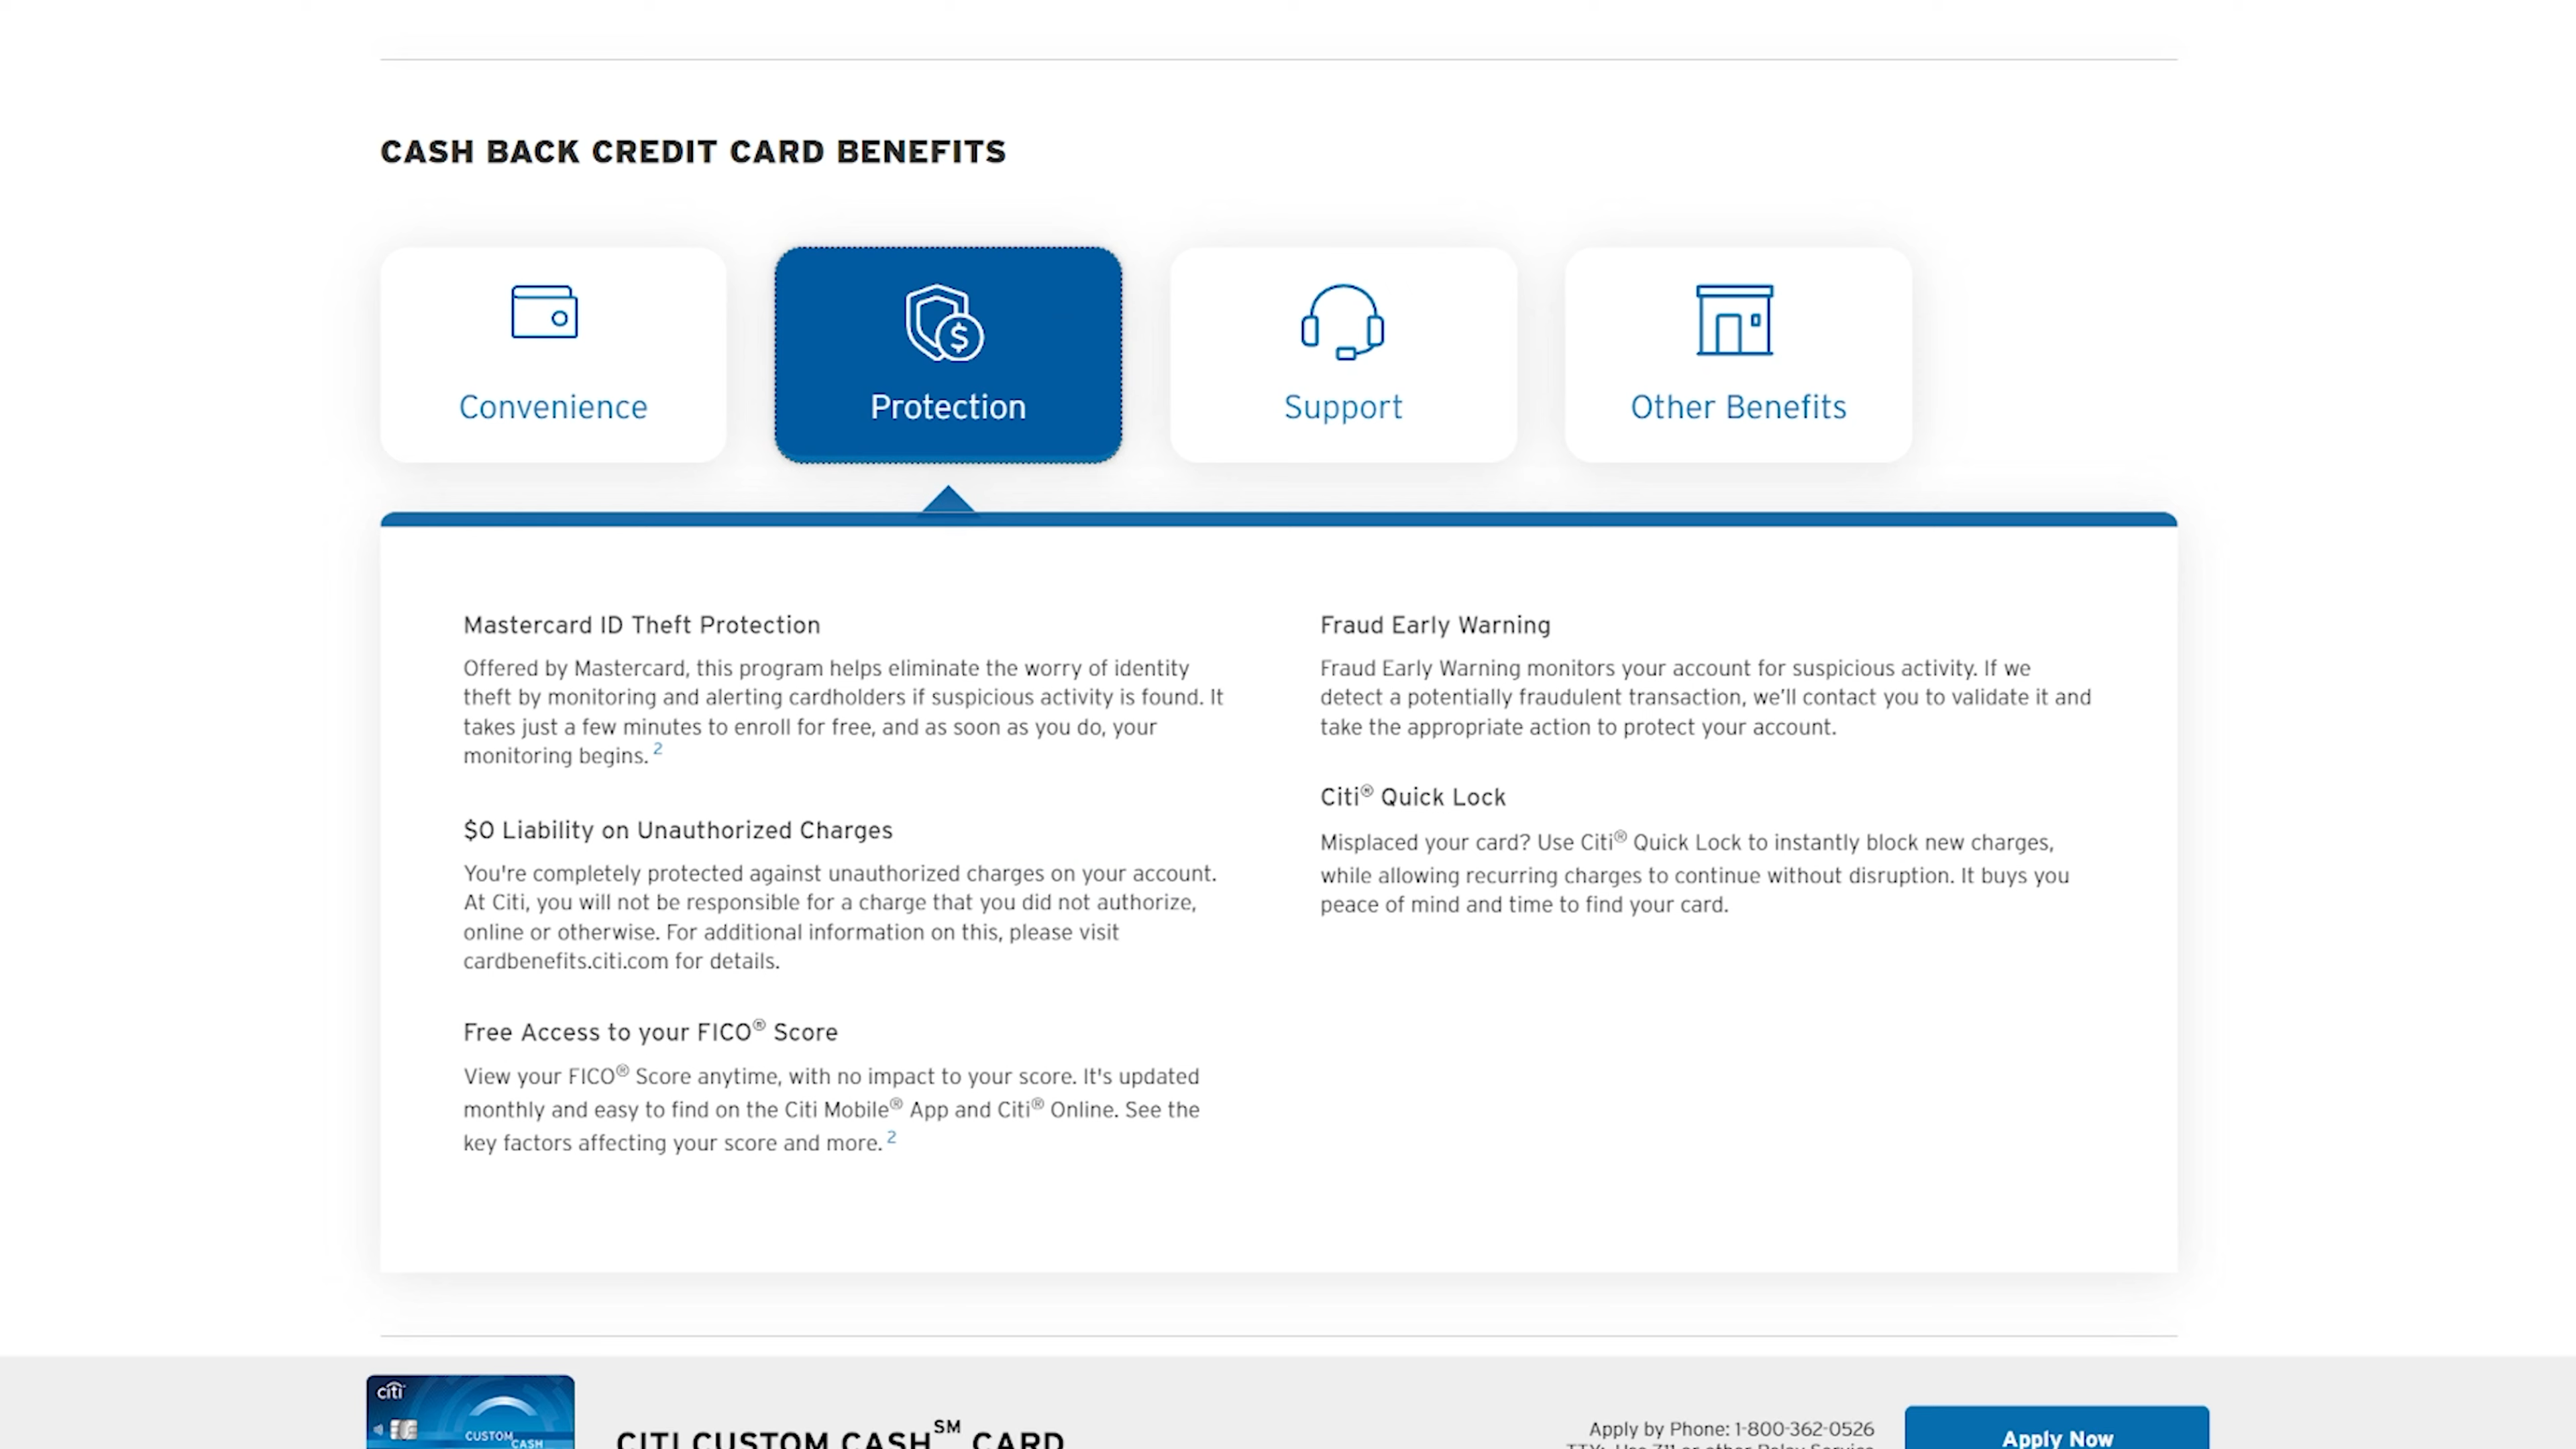 CASH BACK CREDIT CARD BENEFITS
Convenience
Protection
Support
Other Benefits
Mastercard ID Theft Protection
Offered by Mastercard, this program helps eliminate the worry of identity
theft by monitoring and alerting cardholders if suspicious activity is found. It
takes just a few minutes to enroll for free, and as soon as you do, your
monitoring begins. 2
$0 Liability on Unauthorized Charges
You're completely protected against unauthorized charges on your account.
At Citi, you will not be responsible for a charge that you did not authorize,
online or otherwise. For additional information on this, please visit
cardbenefits.citi.com for details.
Free Access to your FICO® Score
View your FICO® Score anytime, with no impact to your score. It's updated
monthly and easy to find on the Citi Mobile® App and Citi® Online. See the
key factors affecting your score and more. 2
Fraud Early Warning
Fraud Early Warning monitors your account for suspicious activity. If we
detect a potentially fraudulent transaction, we’ll contact you to validate it and
take the appropriate action to protect your account.
Citi® Quick Lock
Misplaced your card? Use Citi® Quick Lock to instantly block new charges,
while allowing recurring charges to continue without disruption. It buys you
peace of mind and time to find your card.
citi
CUSTOM
CASH
CITI CUSTOM CASH℠ CARD
Apply by Phone: 1-800-362-0526
TTY: Use 711 or other Relay Service
Apply Now